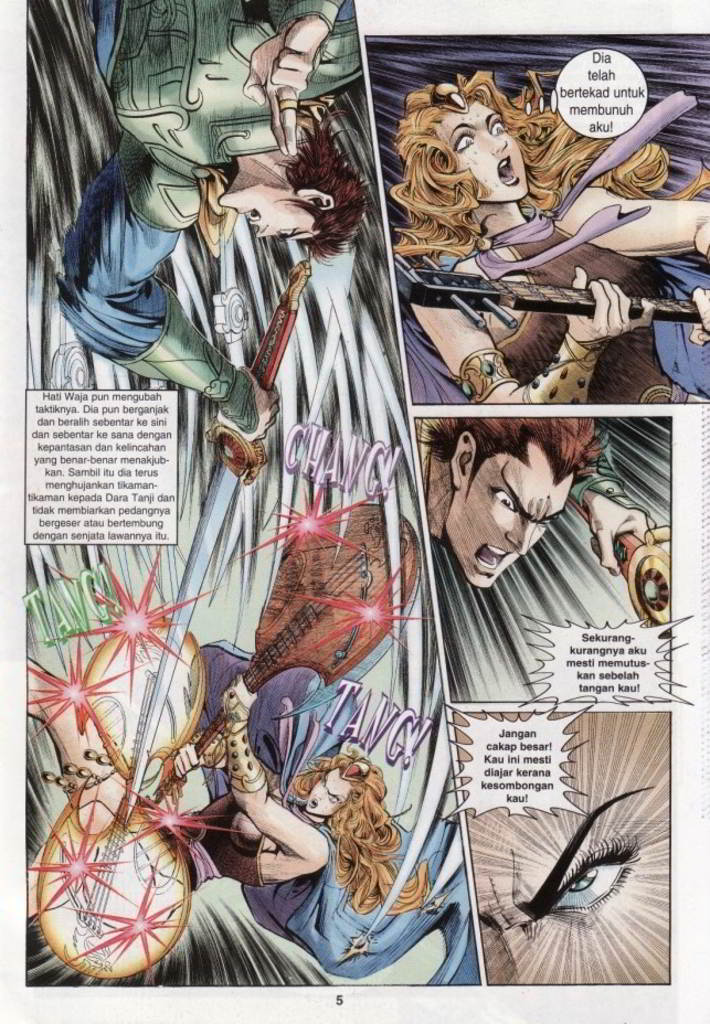 Hati Waja pun mengubah
taktiknya. Dia pun berganjak
dan beralih sebentar ke sini
dan sebentar ke sana dengan
kepantasan dan kelincahan
yang benar-benar menakjub-
kan. Sambil itu dia terus
menghujankan tikaman-
tikaman kepada Dara Tanji dan
tidak membiarkan pedangnya
bergeser atau bertembung
dengan senjata lawannya itu.
CHANG!
TANG!
TANG!
Dia
telah
bertekad untuk
membunuh
aku!
Sekurang-
kurangnya aku
mesti memutus-
kan sebelah
tangan kau!
Jangan
cakap besar!
Kau ini mesti
diajar kerana
kesombongan
kau!
5